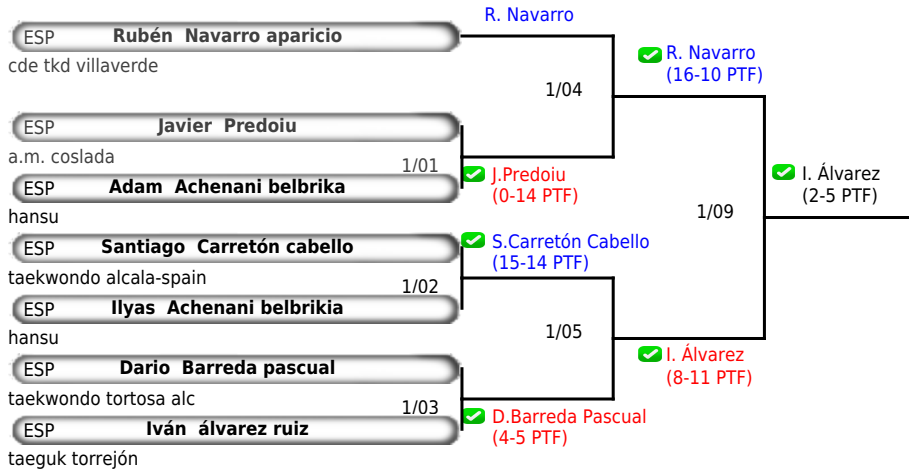 R. Navarro
ESP Rubén Navarro aparicio
cde tkd villaverde
R. Navarro
(16-10 PTF)
1/04
ESP Javier Predoiu
a.m. coslada
1/01
J.Predoiu
(0-14 PTF)
ESP Adam Achenani belbrika
hansu
I. Álvarez
(2-5 PTF)
1/09
ESP Santiago Carretón cabello
taekwondo alcala-spain
S.Carretón Cabello
(15-14 PTF)
1/02
ESP Ilyas Achenani belbrikia
hansu
1/05
I. Álvarez
(8-11 PTF)
ESP Dario Barreda pascual
taekwondo tortosa alc
1/03
D.Barreda Pascual
(4-5 PTF)
ESP Iván álvarez ruiz
taeguk torrejón